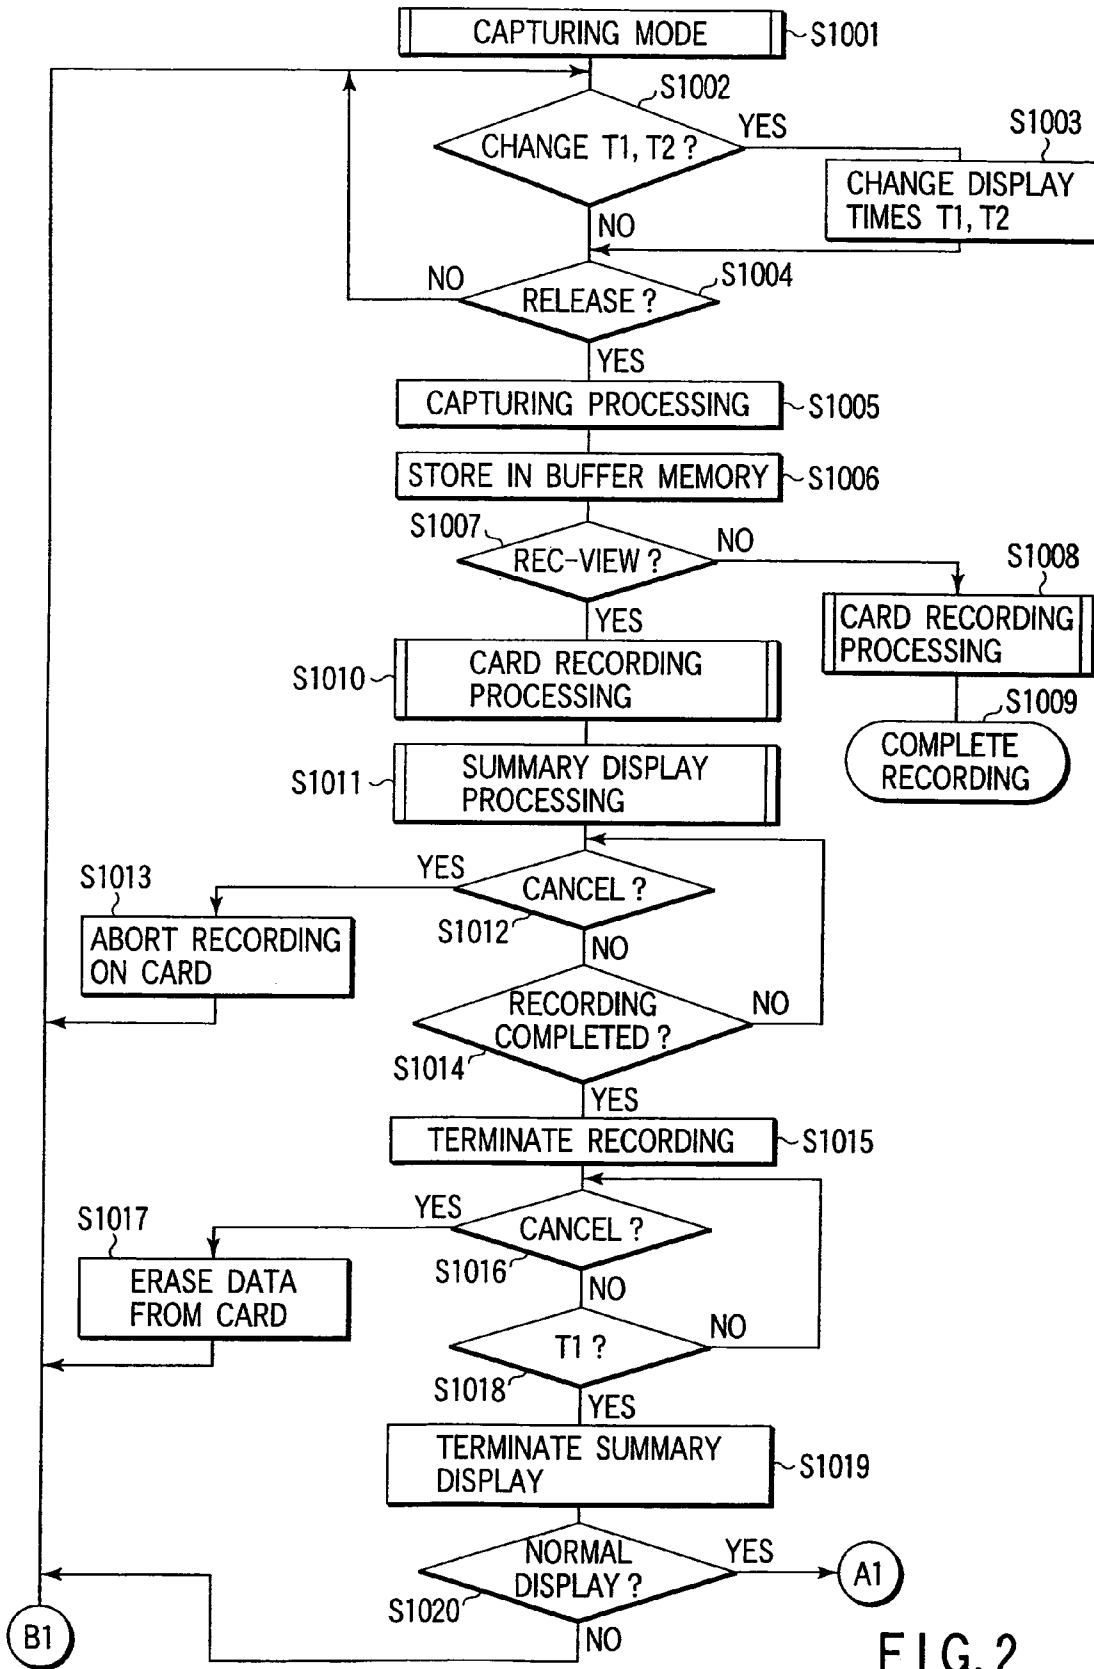 CAPTURING MODE
S1001
S1002
CHANGE T1, T2 ?
YES
S1003
CHANGE DISPLAY
TIMES T1, T2
NO
S1004
NO
RELEASE ?
YES
CAPTURING PROCESSING
S1005
STORE IN BUFFER MEMORY
S1006
S1007
REC-VIEW ?
NO
S1008
CARD RECORDING
PROCESSING
YES
S1010
CARD RECORDING
PROCESSING
S1009
COMPLETE
RECORDING
S1011
SUMMARY DISPLAY
PROCESSING
YES
CANCEL ?
S1012
S1013
ABORT RECORDING
ON CARD
NO
RECORDING
COMPLETED ?
NO
S1014
YES
TERMINATE RECORDING
S1015
YES
CANCEL ?
S1016
S1017
ERASE DATA
FROM CARD
NO
T1 ?
NO
S1018
YES
TERMINATE SUMMARY
DISPLAY
S1019
NORMAL
DISPLAY ?
YES
A1
S1020
NO
B1
FIG. 2